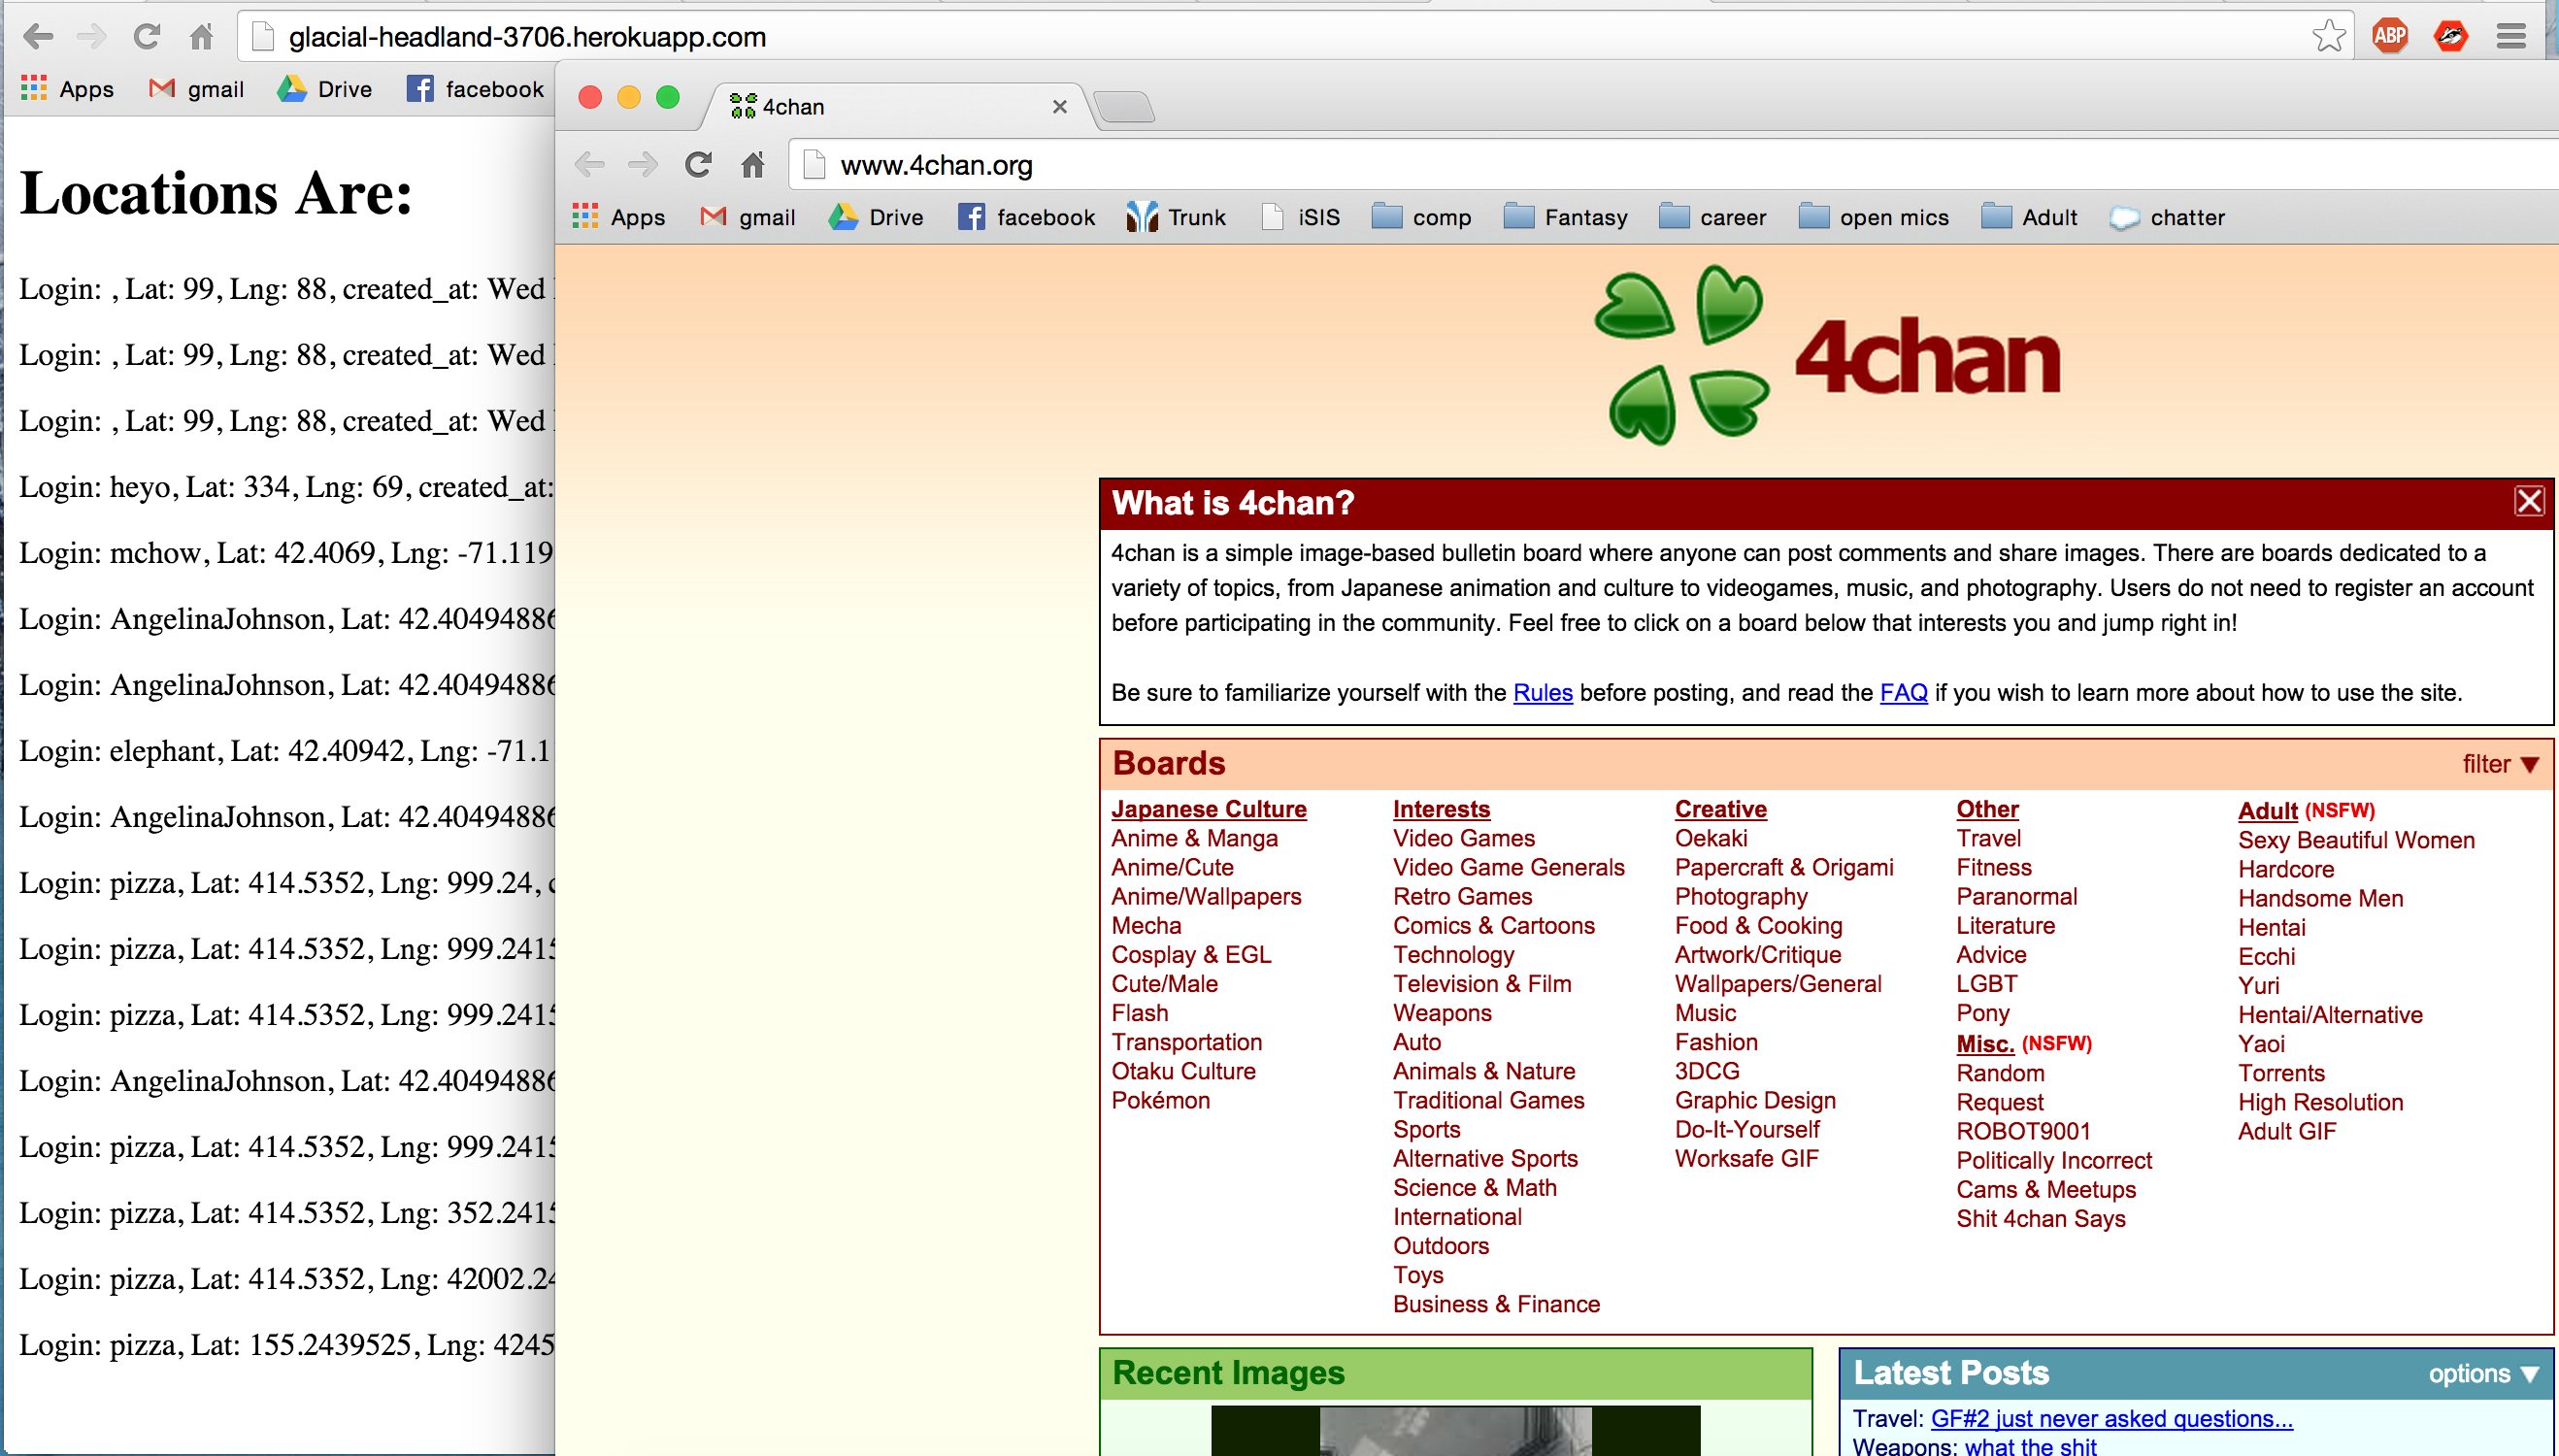 glacial-headland-3706.herokuapp.com
ABP
Apps gmail Drive facebook
Locations Are:
Login: , Lat: 99, Lng: 88, created_at: Wed
Login: , Lat: 99, Lng: 88, created_at: Wed
Login: , Lat: 99, Lng: 88, created_at: Wed
Login: heyo, Lat: 334, Lng: 69, created_at:
Login: mchow, Lat: 42.4069, Lng: -71.119
Login: AngelinaJohnson, Lat: 42.40494886
Login: AngelinaJohnson, Lat: 42.40494886
Login: elephant, Lat: 42.40942, Lng: -71.1
Login: AngelinaJohnson, Lat: 42.40494886
Login: pizza, Lat: 414.5352, Lng: 999.24,
Login: pizza, Lat: 414.5352, Lng: 999.2415
Login: pizza, Lat: 414.5352, Lng: 999.2415
Login: AngelinaJohnson, Lat: 42.40494886
Login: pizza, Lat: 414.5352, Lng: 999.2415
Login: pizza, Lat: 414.5352, Lng: 352.2415
Login: pizza, Lat: 414.5352, Lng: 42002.24
Login: pizza, Lat: 155.2439525, Lng: 4245
4chan
www.4chan.org
Apps gmail Drive facebook Trunk iSIS comp Fantasy career open mics Adult chatter
4chan
What is 4chan?
4chan is a simple image-based bulletin board where anyone can post comments and share images. There are boards dedicated to a
variety of topics, from Japanese animation and culture to videogames, music, and photography. Users do not need to register an account
before participating in the community. Feel free to click on a board below that interests you and jump right in!
Be sure to familiarize yourself with the Rules before posting, and read the FAQ if you wish to learn more about how to use the site.
Boards
filter ▼
Japanese Culture
Anime & Manga
Anime/Cute
Anime/Wallpapers
Mecha
Cosplay & EGL
Cute/Male
Flash
Transportation
Otaku Culture
Pokémon
Interests
Video Games
Video Game Generals
Retro Games
Comics & Cartoons
Technology
Television & Film
Weapons
Auto
Animals & Nature
Traditional Games
Sports
Alternative Sports
Science & Math
International
Outdoors
Toys
Business & Finance
Creative
Oekaki
Papercraft & Origami
Photography
Food & Cooking
Artwork/Critique
Wallpapers/General
Music
Fashion
3DCG
Graphic Design
Do-It-Yourself
Worksafe GIF
Other
Travel
Fitness
Paranormal
Literature
Advice
LGBT
Pony
Misc. (NSFW)
Random
Request
ROBOT9001
Politically Incorrect
Cams & Meetups
Shit 4chan Says
Adult (NSFW)
Sexy Beautiful Women
Hardcore
Handsome Men
Hentai
Ecchi
Yuri
Hentai/Alternative
Yaoi
Torrents
High Resolution
Adult GIF
Recent Images
Latest Posts
options ▼
Travel: GF#2 just never asked questions...
Weapons: what the shit